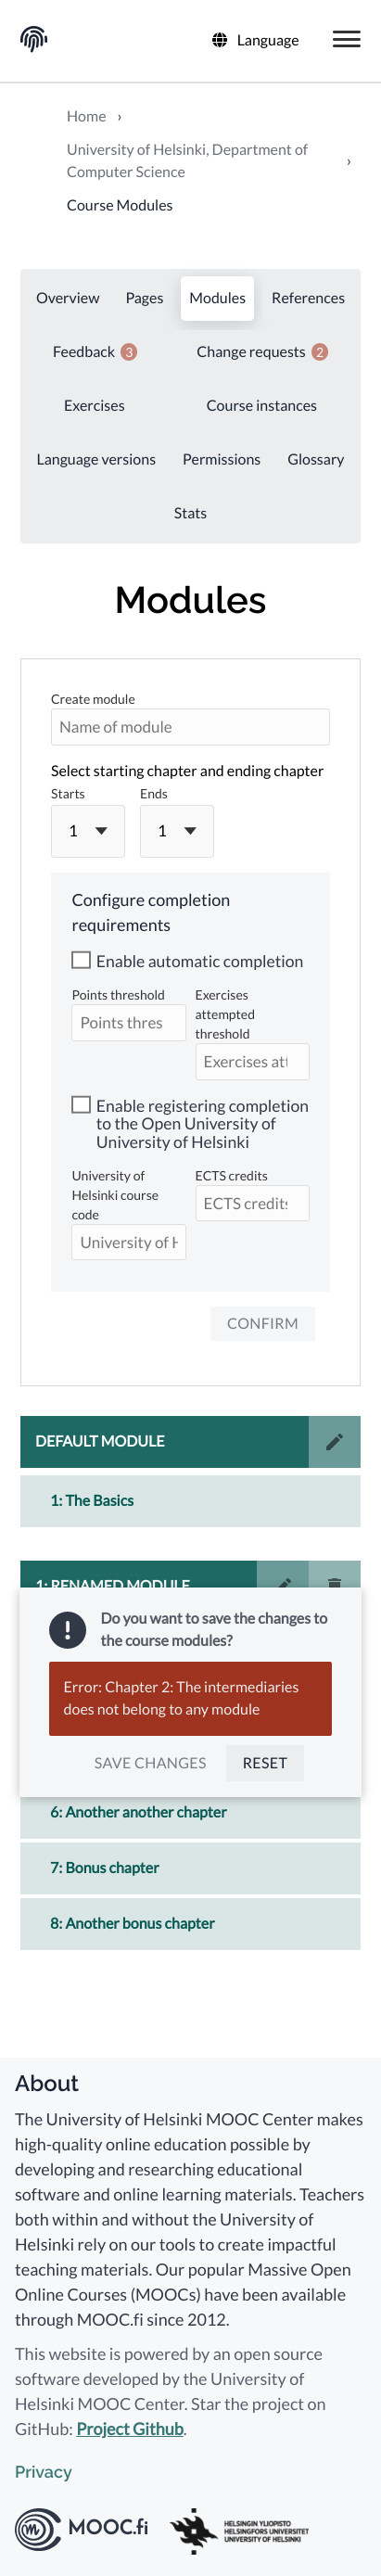 Language
Home ›
University of Helsinki, Department of
Computer Science ›
Course Modules
Overview Pages Modules References
Feedback 3 Change requests 2
Exercises Course instances
Language versions Permissions Glossary
Stats
Modules
Create module
Name of module
Select starting chapter and ending chapter
Starts Ends
1 1
Configure completion
requirements
Enable automatic completion
Points threshold
Points thres
Exercises
attempted
threshold
Exercises att
Enable registering completion
to the Open University of
University of Helsinki
University of
Helsinki course
code
University of H
ECTS credits
ECTS credits
CONFIRM
DEFAULT MODULE
1: The Basics
1: RENAMED MODULE
Do you want to save the changes to
the course modules?
Error: Chapter 2: The intermediaries
does not belong to any module
SAVE CHANGES RESET
6: Another another chapter
7: Bonus chapter
8: Another bonus chapter
About
The University of Helsinki MOOC Center makes
high-quality online education possible by
developing and researching educational
software and online learning materials. Teachers
both within and without the University of
Helsinki rely on our tools to create impactful
teaching materials. Our popular Massive Open
Online Courses (MOOCs) have been available
through MOOC.fi since 2012.
This website is powered by an open source
software developed by the University of
Helsinki MOOC Center. Star the project on
GitHub: Project Github.
Privacy
MOOC.fi
HELSINGIN YLIOPISTO
HELSINGFORS UNIVERSITET
UNIVERSITY OF HELSINKI